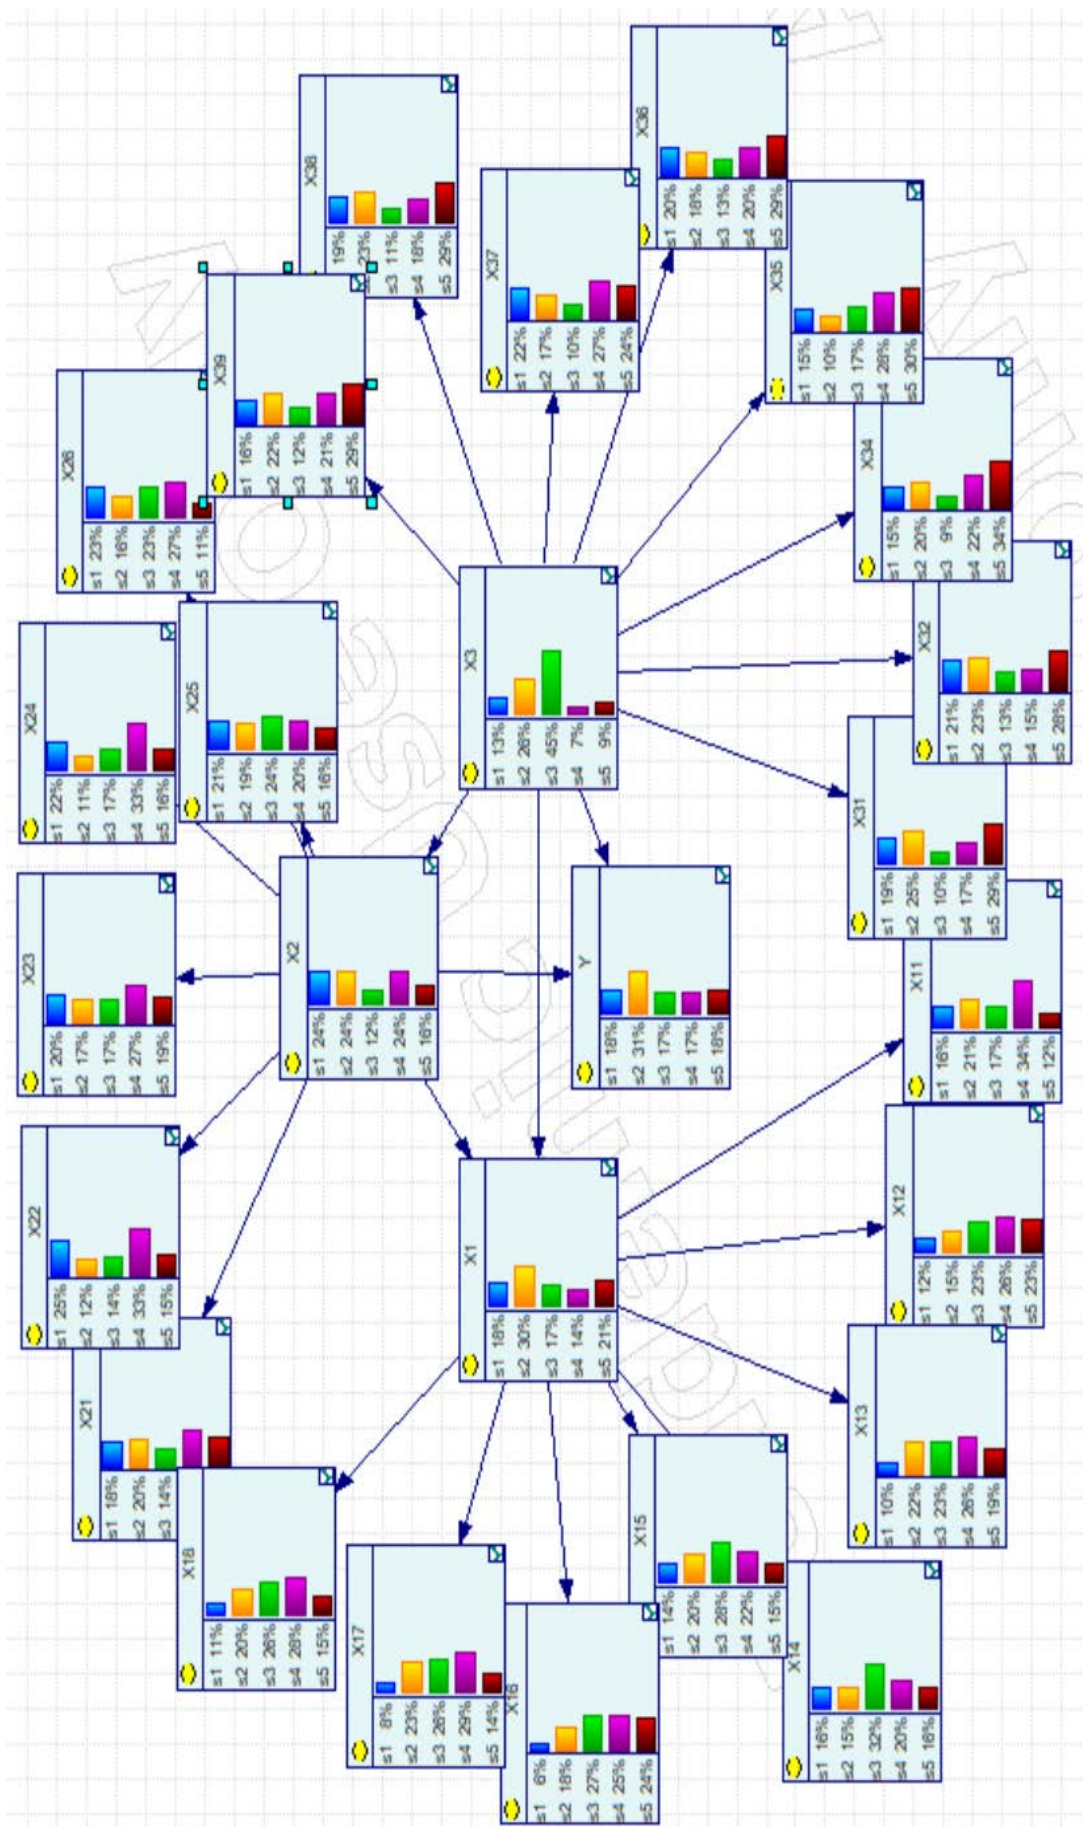 X36
s1 20%
s2 18%
s3 13%
s4 20%
s5 29%
X38
19%
23%
s3 11%
s4 18%
s5 29%
X37
s1 22%
s2 17%
s3 10%
s4 27%
s5 24%
X35
s1 15%
s2 10%
s3 17%
s4 28%
s5 30%
X39
s1 16%
s2 22%
s3 12%
s4 21%
s5 29%
X26
s1 23%
s2 16%
s3 23%
s4 27%
s5 11%
X34
s1 15%
s2 20%
s3 9%
s4 22%
s5 34%
X32
s1 21%
s2 23%
s3 13%
s4 15%
s5 28%
X3
s1 13%
s2 26%
s3 45%
s4 7%
s5 9%
X25
s1 21%
s2 19%
s3 24%
s4 20%
s5 16%
X24
s1 22%
s2 11%
s3 17%
s4 33%
s5 16%
X31
s1 19%
s2 25%
s3 10%
s4 17%
s5 29%
X2
s1 24%
s2 24%
s3 12%
s4 24%
s5 16%
Y
s1 18%
s2 31%
s3 17%
s4 17%
s5 18%
X23
s1 20%
s2 17%
s3 17%
s4 27%
s5 19%
X11
s1 16%
s2 21%
s3 17%
s4 34%
s5 12%
X22
s1 25%
s2 12%
s3 14%
s4 33%
s5 15%
X12
s1 12%
s2 15%
s3 23%
s4 26%
s5 23%
X1
s1 18%
s2 30%
s3 17%
s4 14%
s5 21%
X21
s1 18%
s2 20%
s3 14%
X13
s1 10%
s2 22%
s3 23%
s4 26%
s5 19%
X18
s1 11%
s2 20%
s3 26%
s4 28%
s5 15%
X15
s1 14%
s2 20%
s3 28%
s4 22%
s5 15%
X17
s1 8%
s2 23%
s3 26%
s4 29%
s5 14%
X16
s1 6%
s2 18%
s3 27%
s4 25%
s5 24%
X14
s1 16%
s2 15%
s3 32%
s4 20%
s5 16%